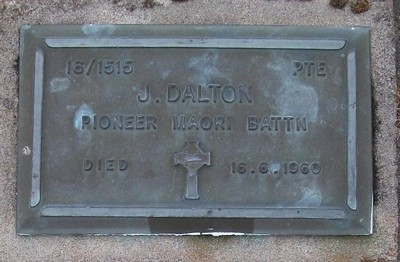 16/1515 PTE
J. DALTON
PIONEER MAORI BATTN
DIED 16.6.1960